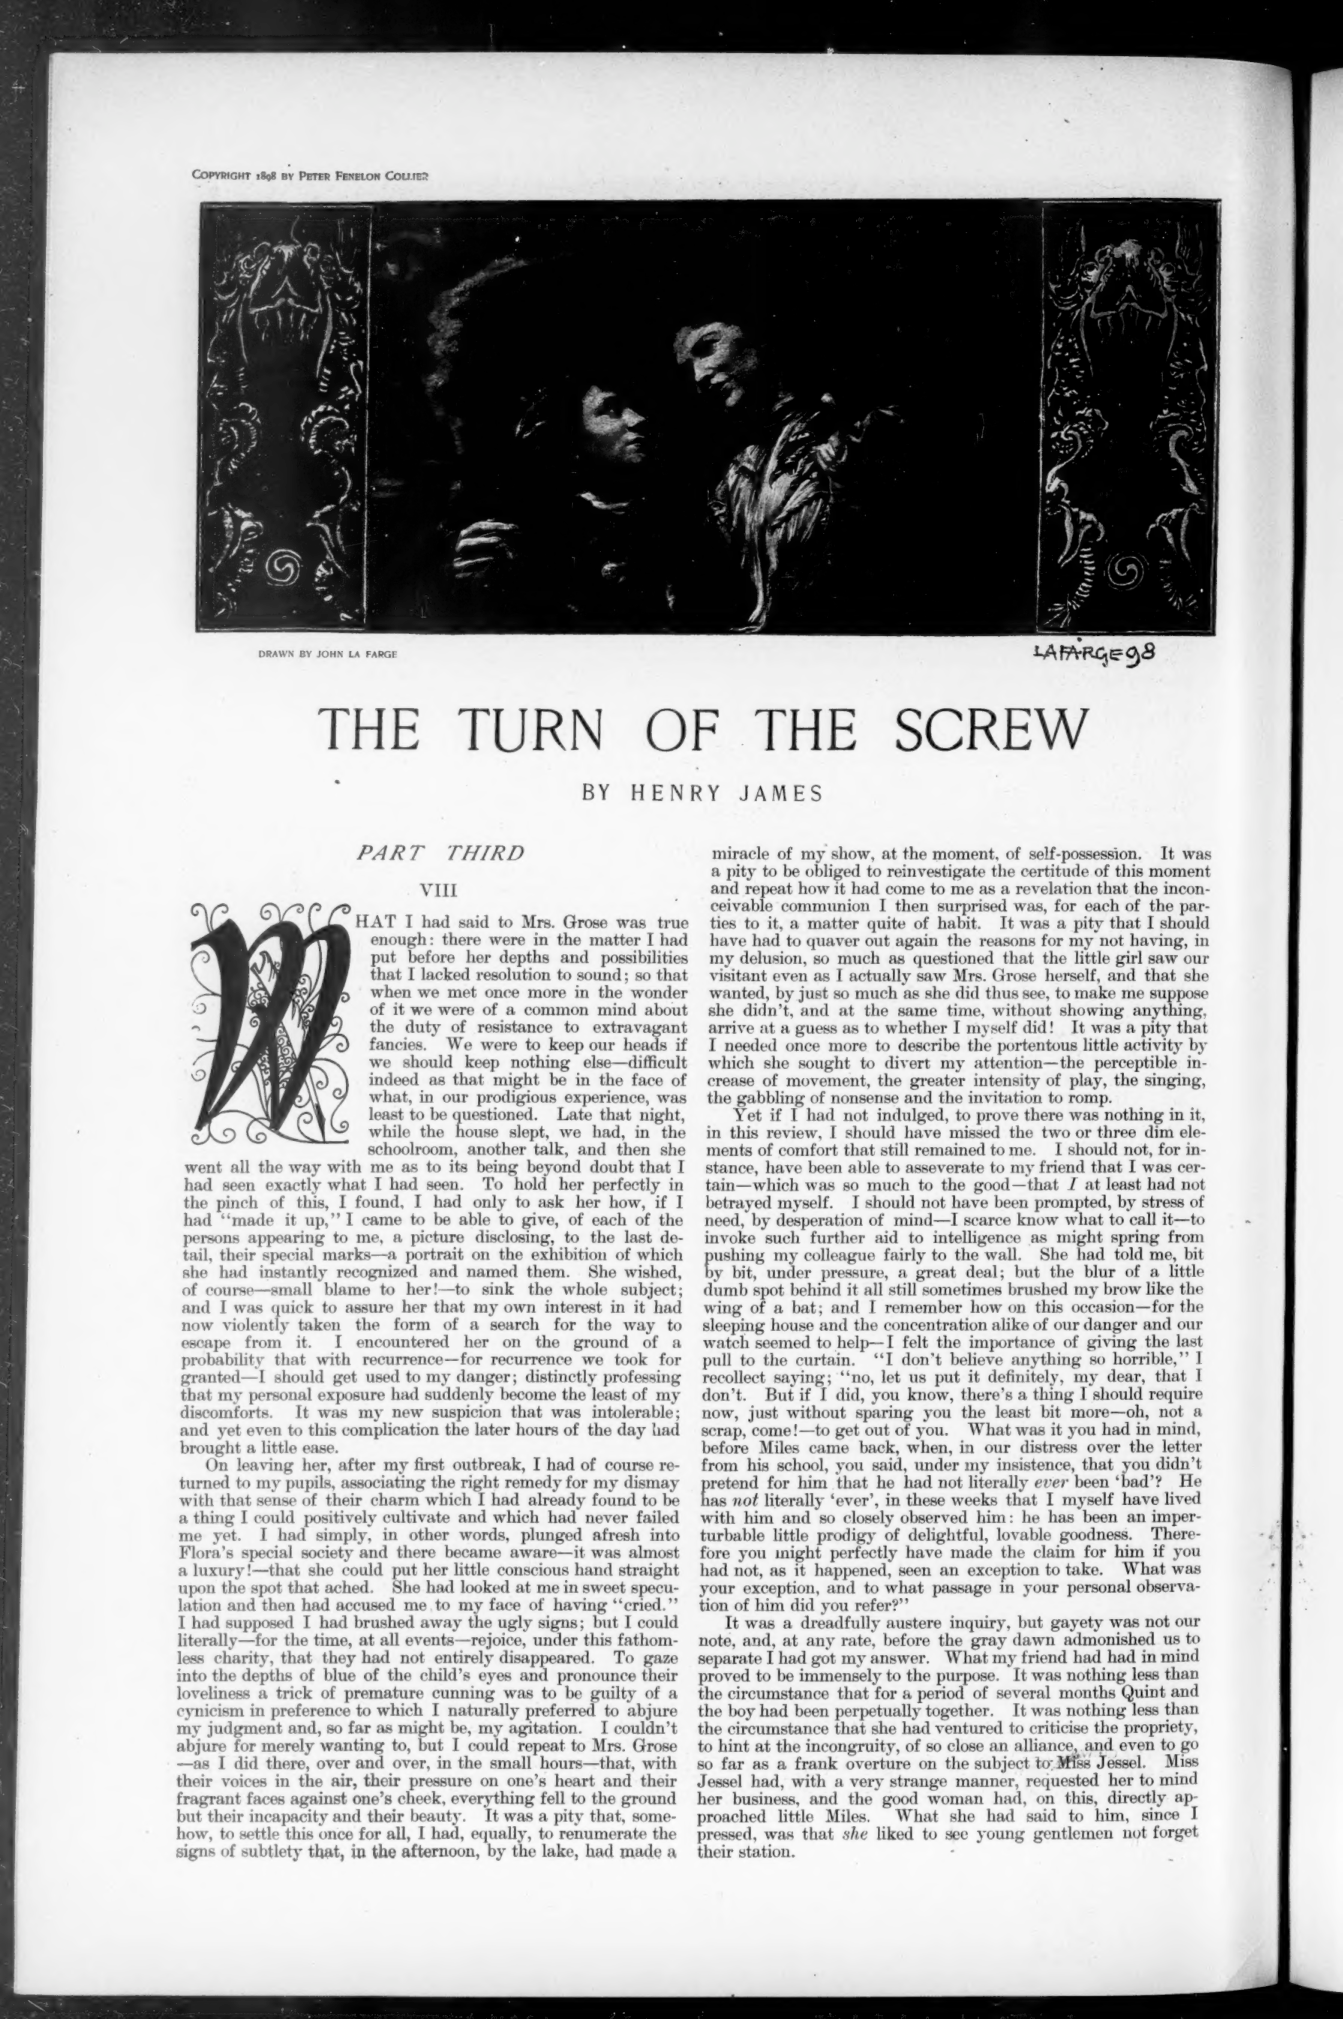 COPYRIGHT 1898 BY PETER FENELON COLLIER
DRAWN BY JOHN LA FARGE
LAFARGE98
THE TURN OF THE SCREW
BY HENRY JAMES
PART THIRD
VIII
WHAT I had said to Mrs. Grose was true
enough: there were in the matter I had
put before her depths and possibilities
that I lacked resolution to sound; so that
when we met once more in the wonder
of it we were of a common mind about
the duty of resistance to extravagant
fancies. We were to keep our heads if
we should keep nothing else—difficult
indeed as that might be in the face of
what, in our prodigious experience, was
least to be questioned. Late that night,
while the house slept, we had, in the
schoolroom, another talk, and then she
went all the way with me as to its being beyond doubt that I
had seen exactly what I had seen. To hold her perfectly in
the pinch of this, I found, I had only to ask her how, if I
had "made it up," I came to be able to give, of each of the
persons appearing to me, a picture disclosing, to the last de-
tail, their special marks—a portrait on the exhibition of which
she had instantly recognized and named them. She wished,
of course—small blame to her!—to sink the whole subject;
and I was quick to assure her that my own interest in it had
now violently taken the form of a search for the way to
escape from it. I encountered her on the ground of a
probability that with recurrence—for recurrence we took for
granted—I should get used to my danger; distinctly professing
that my personal exposure had suddenly become the least of my
discomforts. It was my new suspicion that was intolerable;
and yet even to this complication the later hours of the day had
brought a little ease.
On leaving her, after my first outbreak, I had of course re-
turned to my pupils, associating the right remedy for my dismay
with that sense of their charm which I had already found to be
a thing I could positively cultivate and which had never failed
me yet. I had simply, in other words, plunged afresh into
Flora's special society and there became aware—it was almost
a luxury!—that she could put her little conscious hand straight
upon the spot that ached. She had looked at me in sweet specu-
lation and then had accused me to my face of having "cried."
I had supposed I had brushed away the ugly signs; but I could
literally—for the time, at all events—rejoice, under this fathom-
less charity, that they had not entirely disappeared. To gaze
into the depths of blue of the child's eyes and pronounce their
loveliness a trick of premature cunning was to be guilty of a
cynicism in preference to which I naturally preferred to abjure
my judgment and, so far as might be, my agitation. I couldn't
abjure for merely wanting to, but I could repeat to Mrs. Grose
—as I did there, over and over, in the small hours—that, with
their voices in the air, their pressure on one's heart and their
fragrant faces against one's cheek, everything fell to the ground
but their incapacity and their beauty. It was a pity that, some-
how, to settle this once for all, I had, equally, to renumerate the
signs of subtlety that, in the afternoon, by the lake, had made a
miracle of my show, at the moment, of self-possession. It was
a pity to be obliged to reinvestigate the certitude of this moment
and repeat how it had come to me as a revelation that the incon-
ceivable communion I then surprised was, for each of the par-
ties to it, a matter quite of habit. It was a pity that I should
have had to quaver out again the reasons for my not having, in
my delusion, so much as questioned that the little girl saw our
visitant even as I actually saw Mrs. Grose herself, and that she
wanted, by just so much as she did thus see, to make me suppose
she didn't, and at the same time, without showing anything,
arrive at a guess as to whether I myself did! It was a pity that
I needed once more to describe the portentous little activity by
which she sought to divert my attention—the perceptible in-
crease of movement, the greater intensity of play, the singing,
the gabbling of nonsense and the invitation to romp.
Yet if I had not indulged, to prove there was nothing in it,
in this review, I should have missed the two or three dim ele-
ments of comfort that still remained to me. I should not, for in-
stance, have been able to asseverate to my friend that I was cer-
tain—which was so much to the good—that I at least had not
betrayed myself. I should not have been prompted, by stress of
need, by desperation of mind—I scarce know what to call it—to
invoke such further aid to intelligence as might spring from
pushing my colleague fairly to the wall. She had told me, bit
by bit, under pressure, a great deal; but the blur of a little
dumb spot behind it all still sometimes brushed my brow like the
wing of a bat; and I remember how on this occasion—for the
sleeping house and the concentration alike of our danger and our
watch seemed to help—I felt the importance of giving the last
pull to the curtain. "I don't believe anything so horrible," I
recollect saying; "no, let us put it definitely, my dear, that I
don't. But if I did, you know, there's a thing I should require
now, just without sparing you the least bit more—oh, not a
scrap, come!—to get out of you. What was it you had in mind,
before Miles came back, when, in our distress over the letter
from his school, you said, under my insistence, that you didn't
pretend for him that he had not literally ever been 'bad'? He
has not literally 'ever', in these weeks that I myself have lived
with him and so closely observed him: he has been an imper-
turbable little prodigy of delightful, lovable goodness. There-
fore you might perfectly have made the claim for him if you
had not, as it happened, seen an exception to take. What was
your exception, and to what passage in your personal observa-
tion of him did you refer?"
It was a dreadfully austere inquiry, but gayety was not our
note, and, at any rate, before the gray dawn admonished us to
separate I had got my answer. What my friend had had in mind
proved to be immensely to the purpose. It was nothing less than
the circumstance that for a period of several months Quint and
the boy had been perpetually together. It was nothing less than
the circumstance that she had ventured to criticise the propriety,
to hint at the incongruity, of so close an alliance, and even to go
so far as a frank overture on the subject to Miss Jessel. Miss
Jessel had, with a very strange manner, requested her to mind
her business, and the good woman had, on this, directly ap-
proached little Miles. What she had said to him, since I
pressed, was that she liked to see young gentlemen not forget
their station.